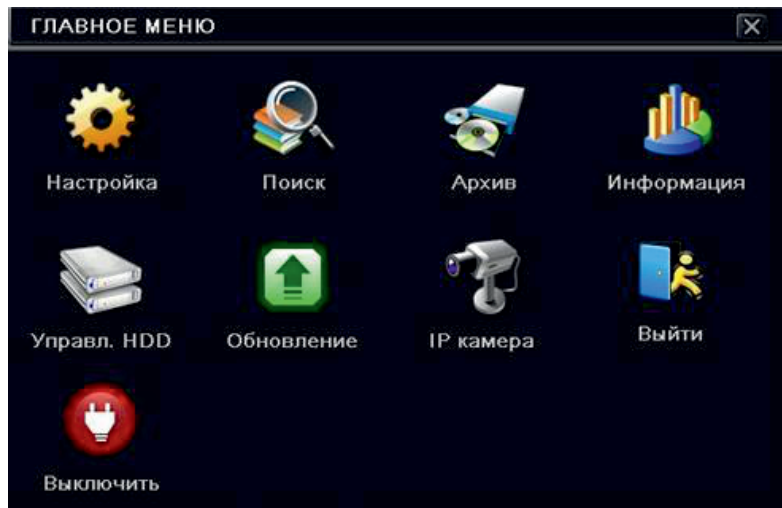 ГЛАВНОЕ МЕНЮ
Настройка
Поиск
Архив
Информация
Управл. HDD
Обновление
IP камера
Выйти
Выключить